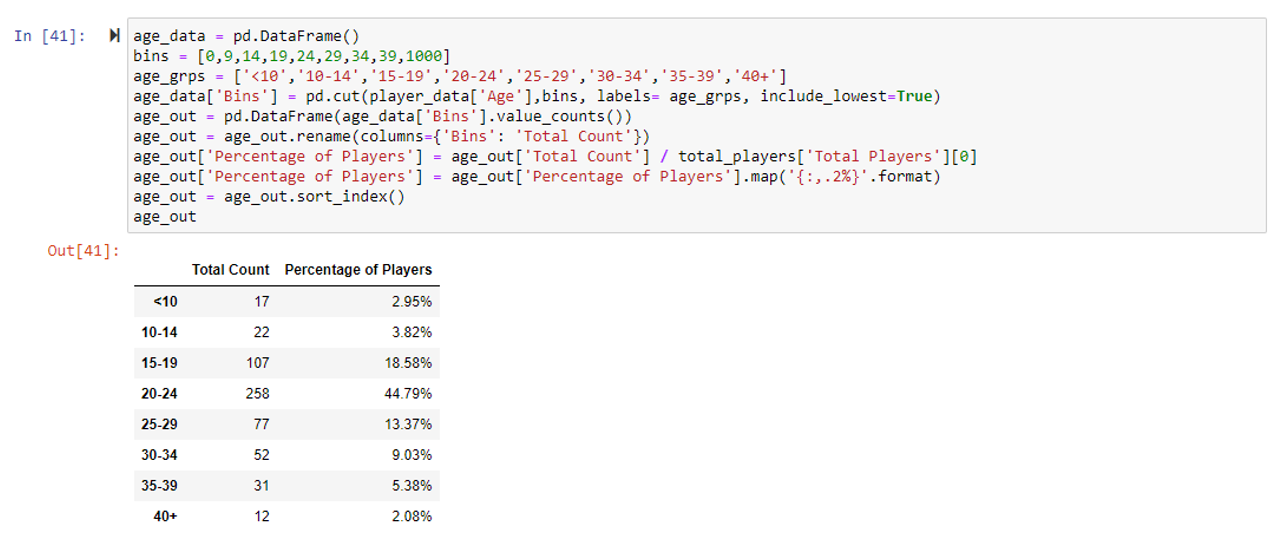 In [41]:
age_data = pd.DataFrame()
bins = [0,9,14,19,24,29,34,39,1000]
age_grps = ['<10','10-14','15-19','20-24','25-29','30-34','35-39','40+']
age_data['Bins'] = pd.cut(player_data['Age'],bins, labels= age_grps, include_lowest=True)
age_out = pd.DataFrame(age_data['Bins'].value_counts())
age_out = age_out.rename(columns={'Bins': 'Total Count'})
age_out['Percentage of Players'] = age_out['Total Count'] / total_players['Total Players'][0]
age_out['Percentage of Players'] = age_out['Percentage of Players'].map('{:,.2%}'.format)
age_out = age_out.sort_index()
age_out
Out[41]:
Total Count Percentage of Players
<10 17 2.95%
10-14 22 3.82%
15-19 107 18.58%
20-24 258 44.79%
25-29 77 13.37%
30-34 52 9.03%
35-39 31 5.38%
40+ 12 2.08%